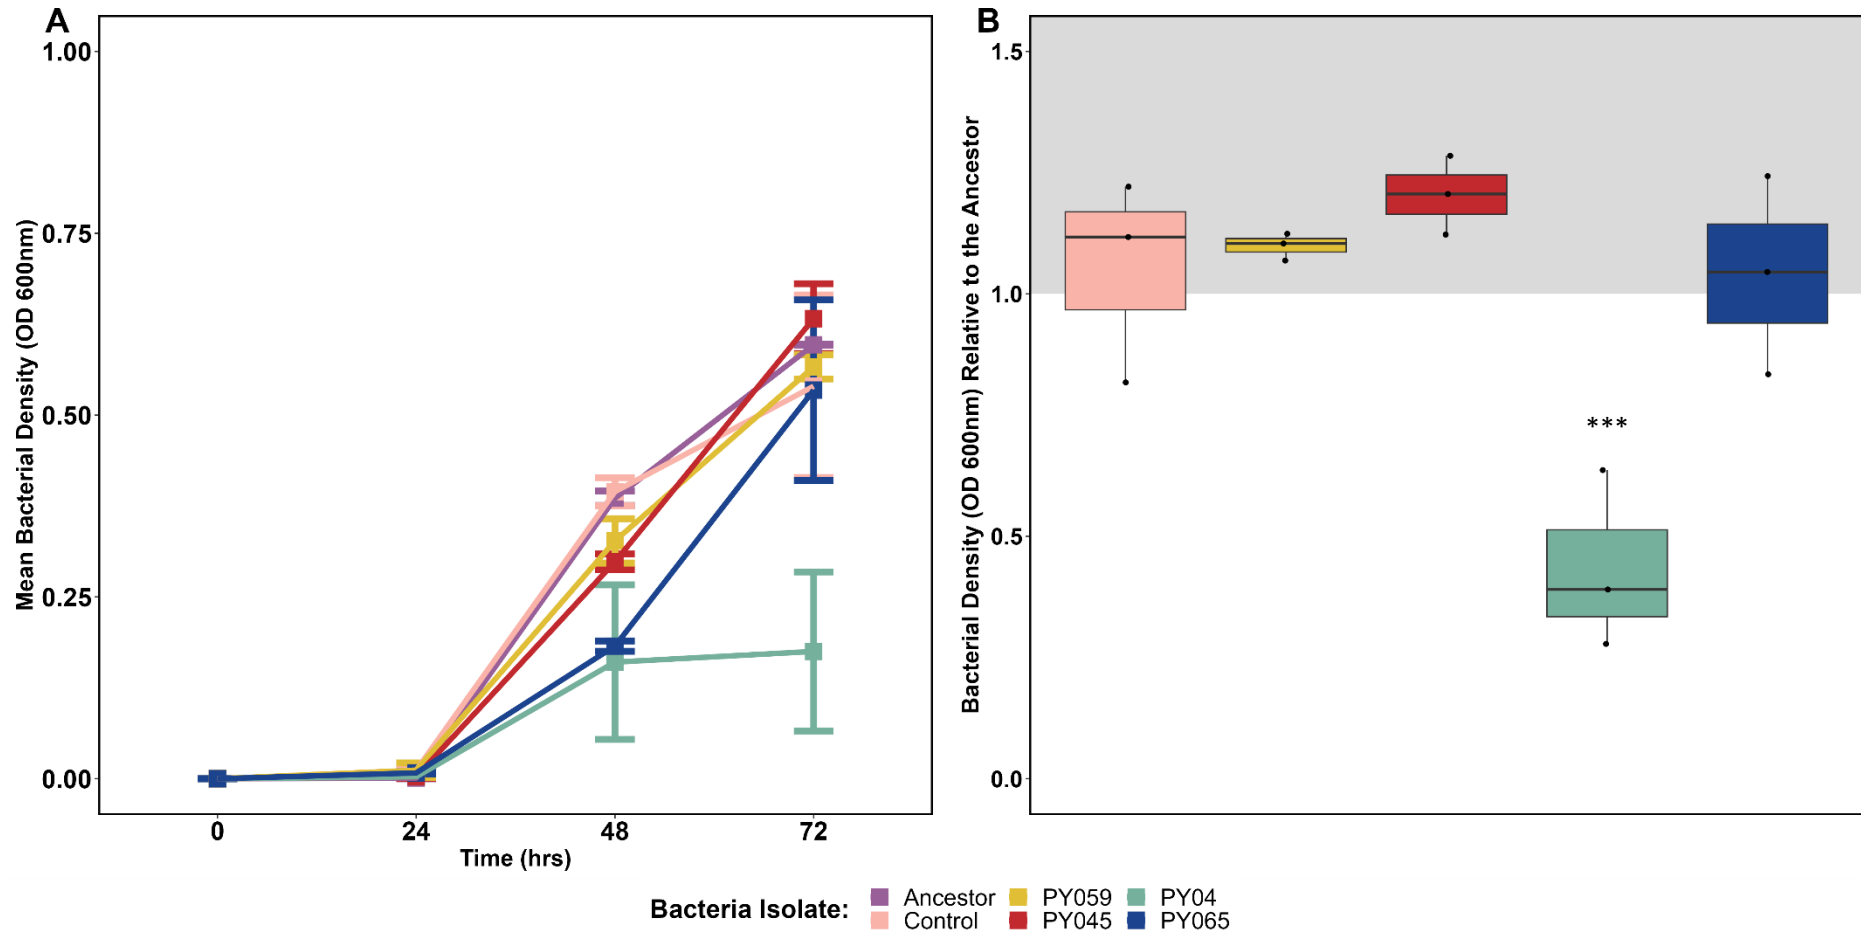 A
B
Mean Bacterial Density (OD 600nm)
1.00
0.75
0.50
0.25
0.00
0
24
48
72
Time (hrs)
Bacterial Density (OD 600nm) Relative to the Ancestor
1.5
1.0
0.5
0.0
***
Bacteria Isolate:
Ancestor
PY059
PY04
Control
PY045
PY065